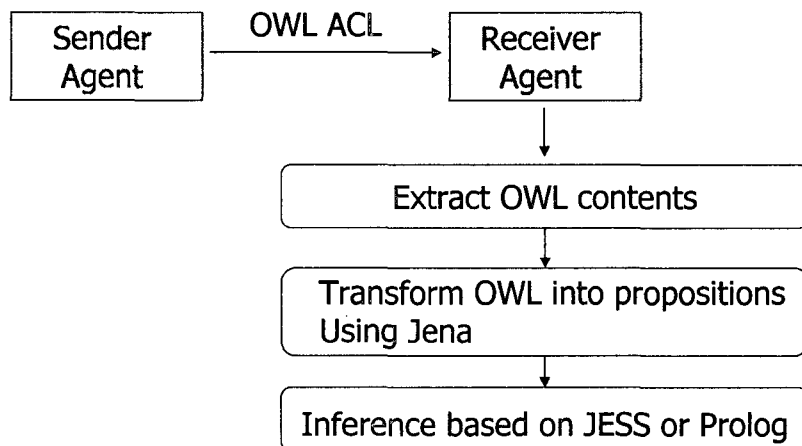 Sender
Agent
OWL ACL
Receiver
Agent
Extract OWL contents
Transform OWL into propositions
Using Jena
Inference based on JESS or Prolog